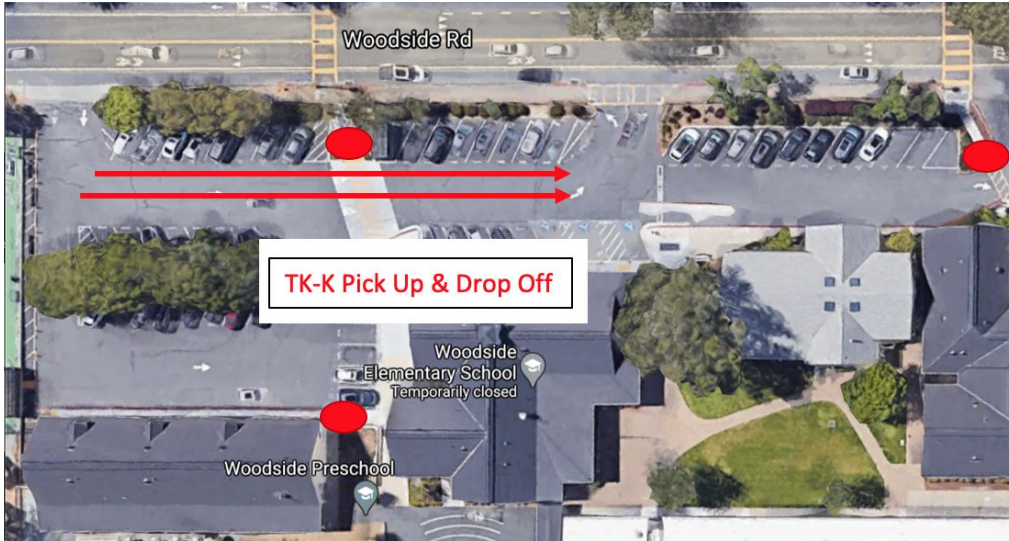 Woodside Rd
TK-K Pick Up & Drop Off
Woodside
Elementary School
Temporarily closed
Woodside Preschool